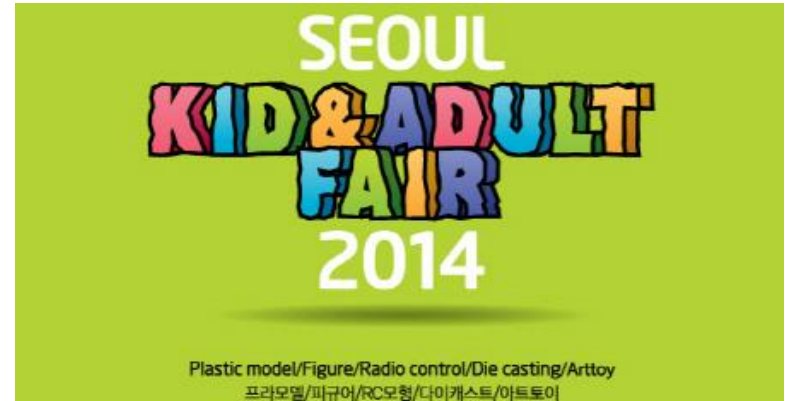 SEOUL
KID & ADULT
FAIR
2014
Plastic model/Figure/Radio control/Die casting/Arttoy
프라모델/피규어/RC모형/다이캐스트/아트토이